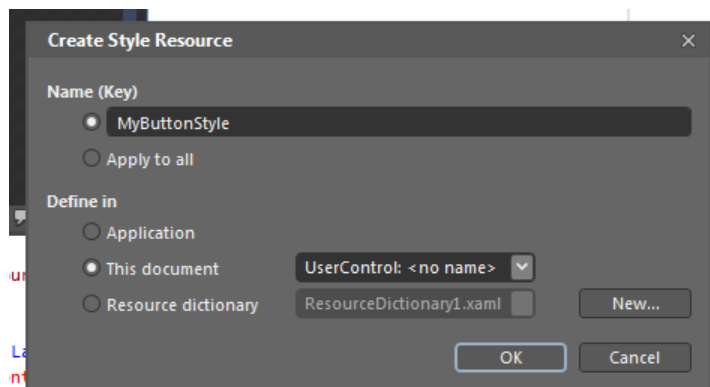 Create Style Resource
Name (Key)
MyButtonStyle
Apply to all
Define in
Application
This document UserControl: <no name>
Resource dictionary ResourceDictionary1.xaml New...
OK Cancel